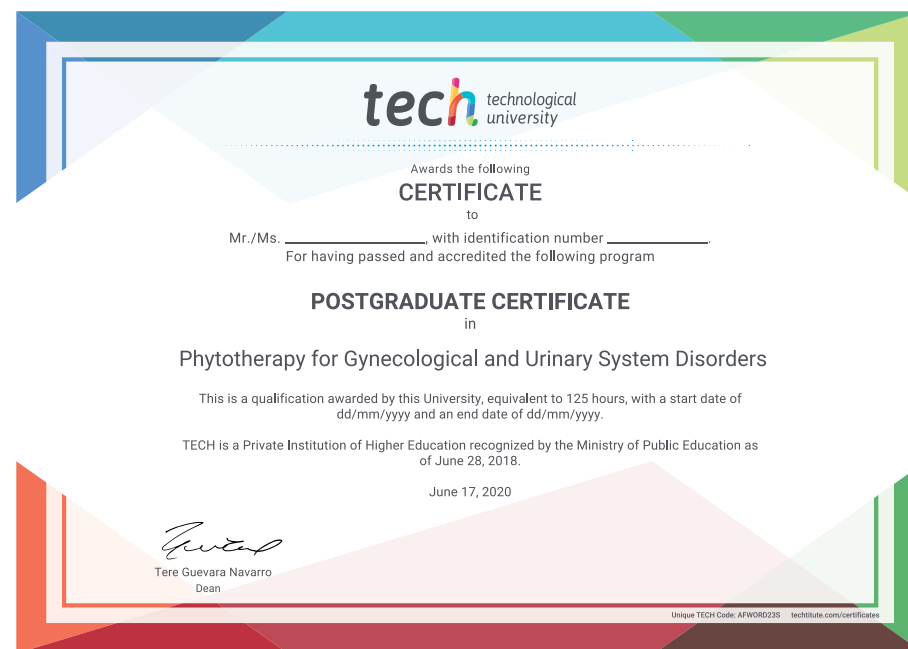 tech technological
university
Awards the following
CERTIFICATE
to
Mr./Ms. ____________________, with identification number ______________.
For having passed and accredited the following program
POSTGRADUATE CERTIFICATE
in
Phytotherapy for Gynecological and Urinary System Disorders
This is a qualification awarded by this University, equivalent to 125 hours, with a start date of
dd/mm/yyyy and an end date of dd/mm/yyyy.
TECH is a Private Institution of Higher Education recognized by the Ministry of Public Education as
of June 28, 2018.
June 17, 2020
Tere Guevara Navarro
Dean
Unique TECH Code: AFWORD23S techtitute.com/certificates